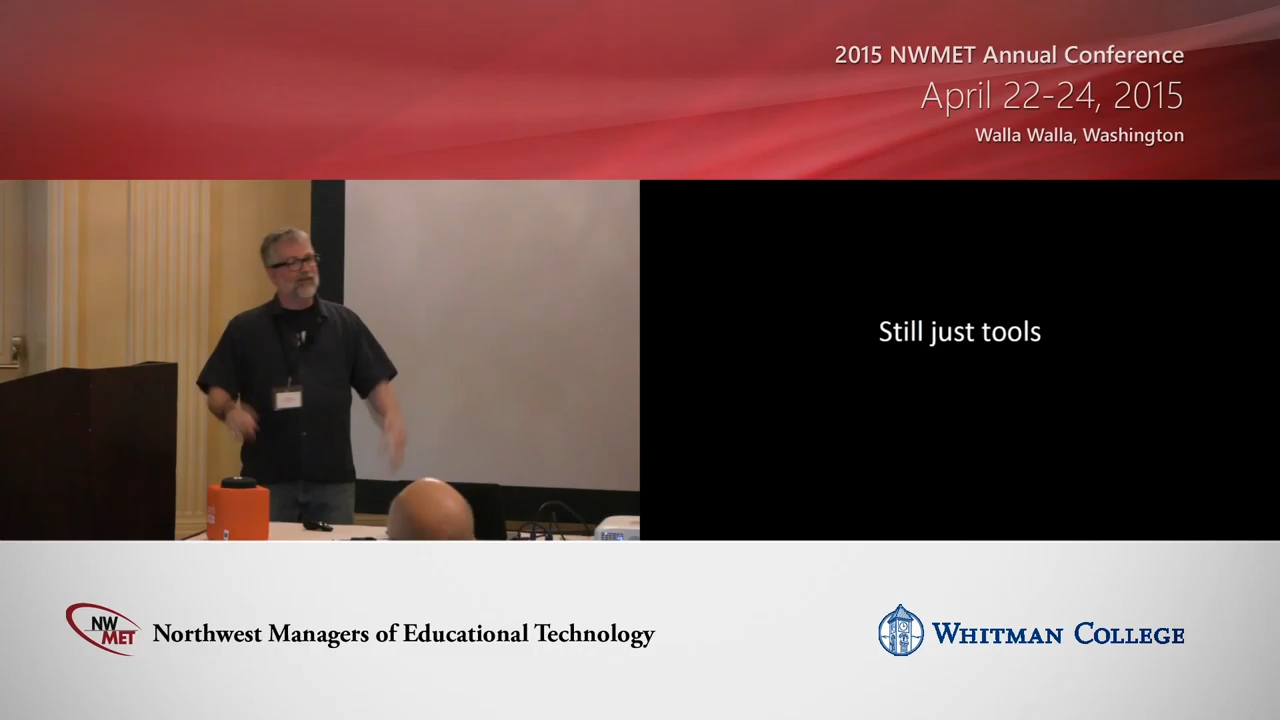 2015 NWMET Annual Conference
April 22-24, 2015
Walla Walla, Washington
Still just tools
NW
MET
Northwest Managers of Educational Technology
WHITMAN COLLEGE